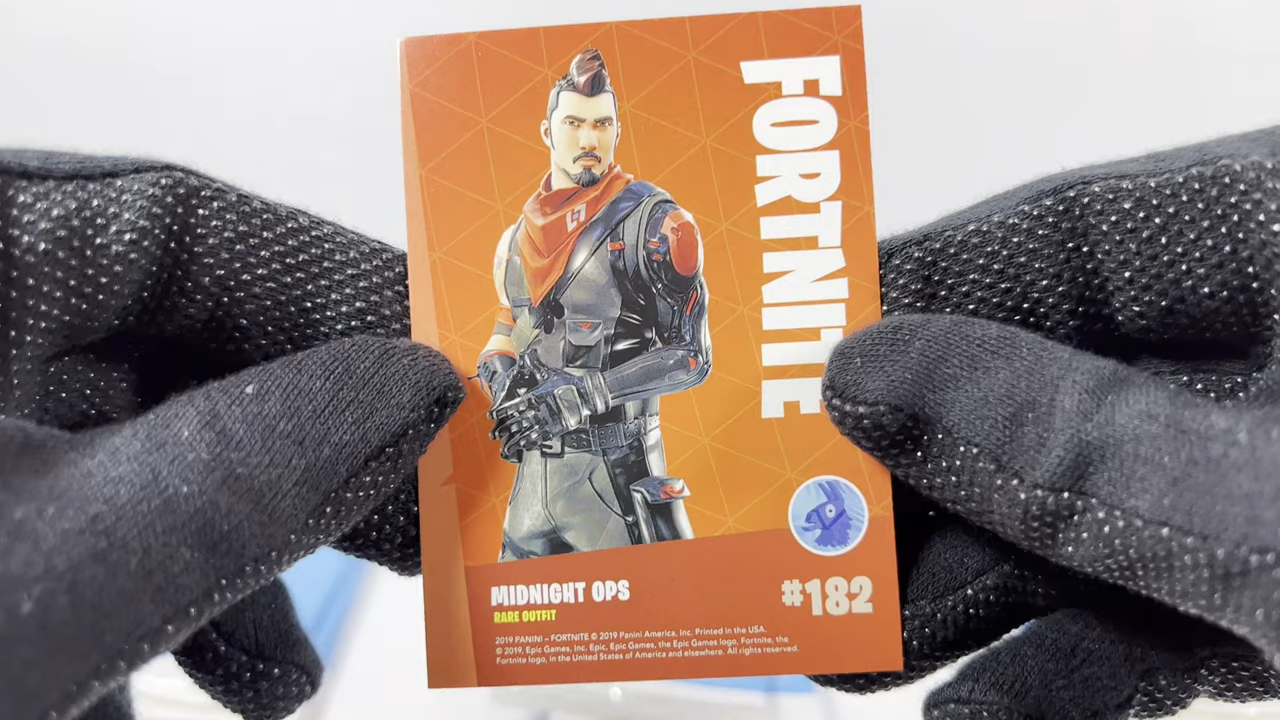 FORTNITE
MIDNIGHT OPS
RARE OUTFIT
#182
2019 PANINI – FORTNITE © 2019 Panini America, Inc. Printed in the USA.
© 2019, Epic Games, Inc. Epic, Epic Games, the Epic Games logo, Fortnite, the
Fortnite logo, in the United States of America and elsewhere. All rights reserved.